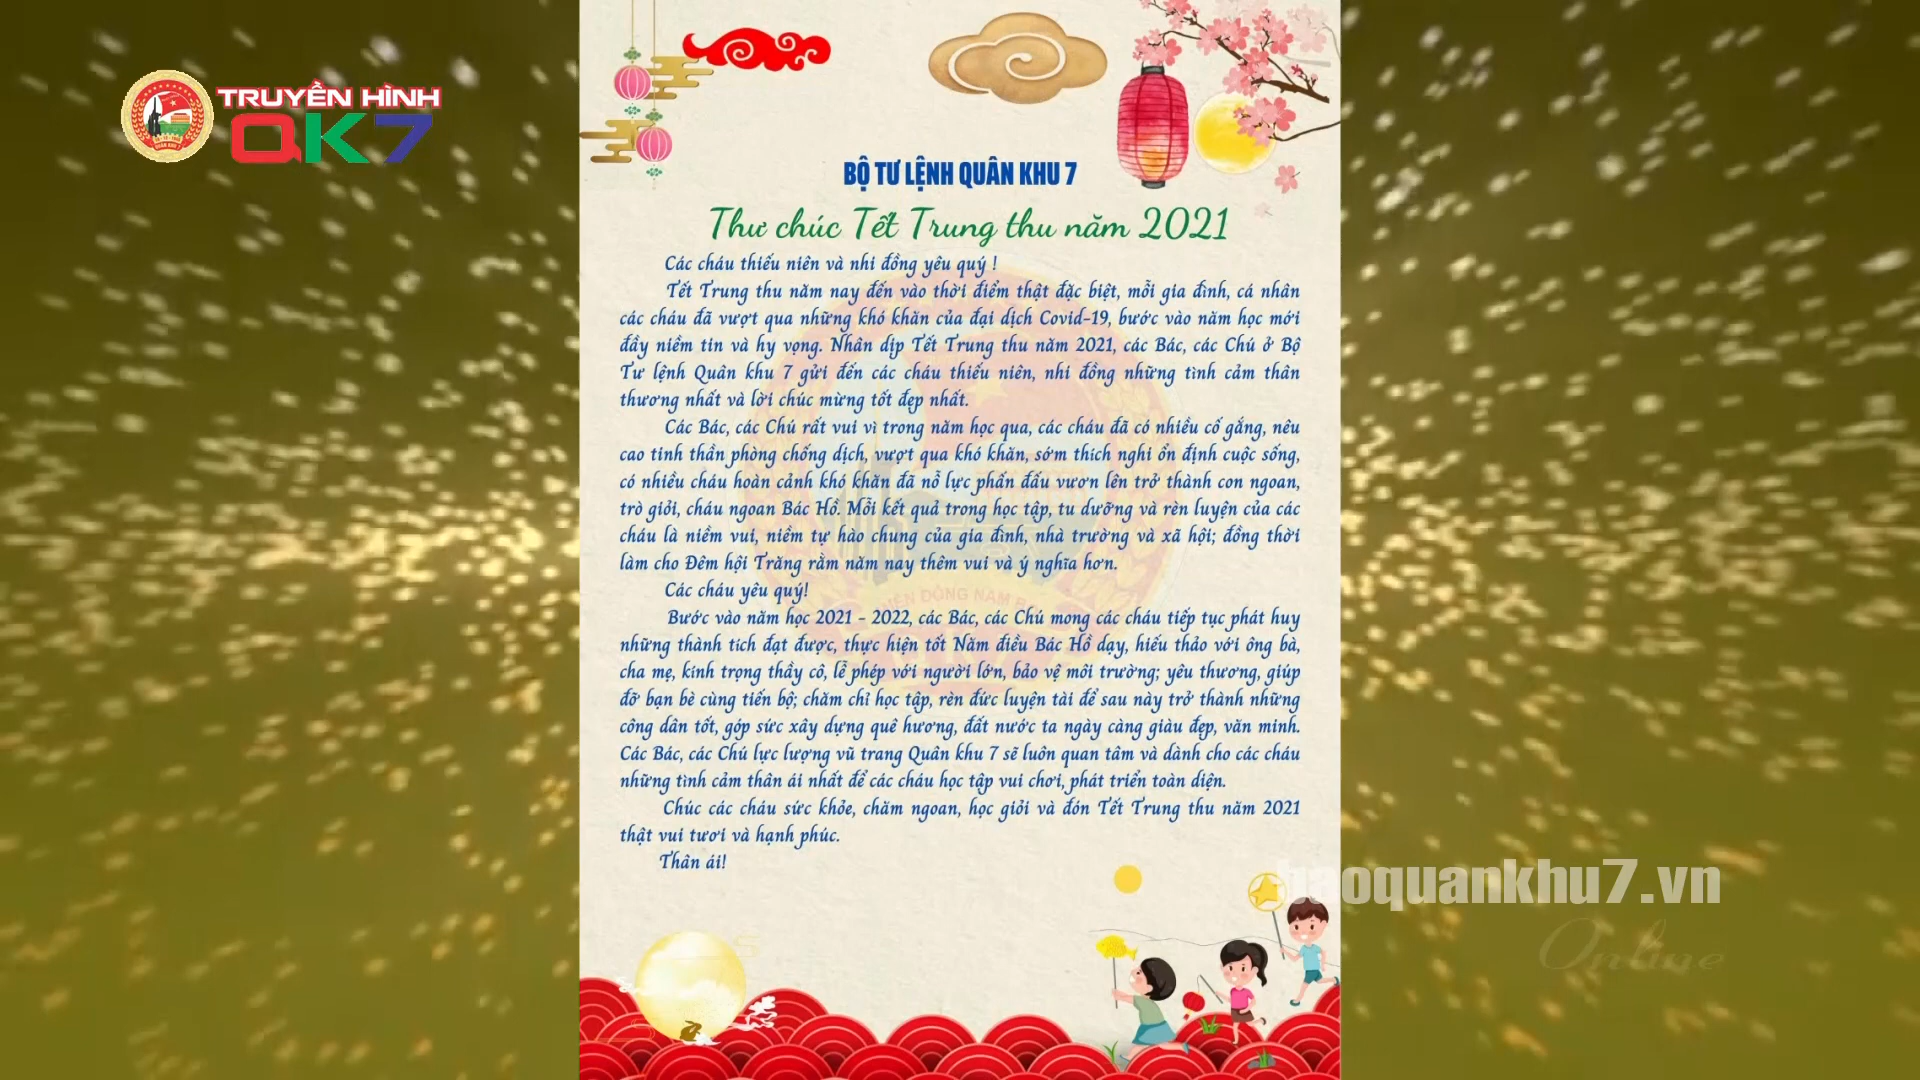 TRUYỀN HÌNH
QK7
QUÂN KHU 7
BỘ TƯ LỆNH QUÂN KHU 7
Thư chúc Tết Trung thu năm 2021
Các cháu thiếu niên và nhi đồng yêu quý !
Tết Trung thu năm nay đến vào thời điểm thật đặc biệt, mỗi gia đình, cá nhân
các cháu đã vượt qua những khó khăn của đại dịch Covid-19, bước vào năm học mới
đầy niềm tin và hy vọng. Nhân dịp Tết Trung thu năm 2021, các Bác, các Chú ở Bộ
Tư lệnh Quân khu 7 gửi đến các cháu thiếu niên, nhi đồng những tình cảm thân
thương nhất và lời chúc mừng tốt đẹp nhất.
Các Bác, các Chú rất vui vì trong năm học qua, các cháu đã có nhiều cố gắng, nêu
cao tinh thần phòng chống dịch, vượt qua khó khăn, sớm thích nghi ổn định cuộc sống,
có nhiều cháu hoàn cảnh khó khăn đã nỗ lực phấn đấu vươn lên trở thành con ngoan,
trò giỏi, cháu ngoan Bác Hồ. Mỗi kết quả trong học tập, tu dưỡng và rèn luyện của các
cháu là niềm vui, niềm tự hào chung của gia đình, nhà trường và xã hội; đồng thời
làm cho Đêm hội Trăng rằm năm nay thêm vui và ý nghĩa hơn.
Các cháu yêu quý!
Bước vào năm học 2021 - 2022, các Bác, các Chú mong các cháu tiếp tục phát huy
những thành tích đạt được, thực hiện tốt Năm điều Bác Hồ dạy, hiếu thảo với ông bà,
cha mẹ, kính trọng thầy cô, lễ phép với người lớn, bảo vệ môi trường; yêu thương, giúp
đỡ bạn bè cùng tiến bộ; chăm chỉ học tập, rèn đức luyện tài để sau này trở thành những
công dân tốt, góp sức xây dựng quê hương, đất nước ta ngày càng giàu đẹp, văn minh.
Các Bác, các Chú lực lượng vũ trang Quân khu 7 sẽ luôn quan tâm và dành cho các cháu
những tình cảm thân ái nhất để các cháu học tập vui chơi, phát triển toàn diện.
Chúc các cháu sức khỏe, chăm ngoan, học giỏi và đón Tết Trung thu năm 2021
thật vui tươi và hạnh phúc.
Thân ái!
baoquankhu7.vn
Online